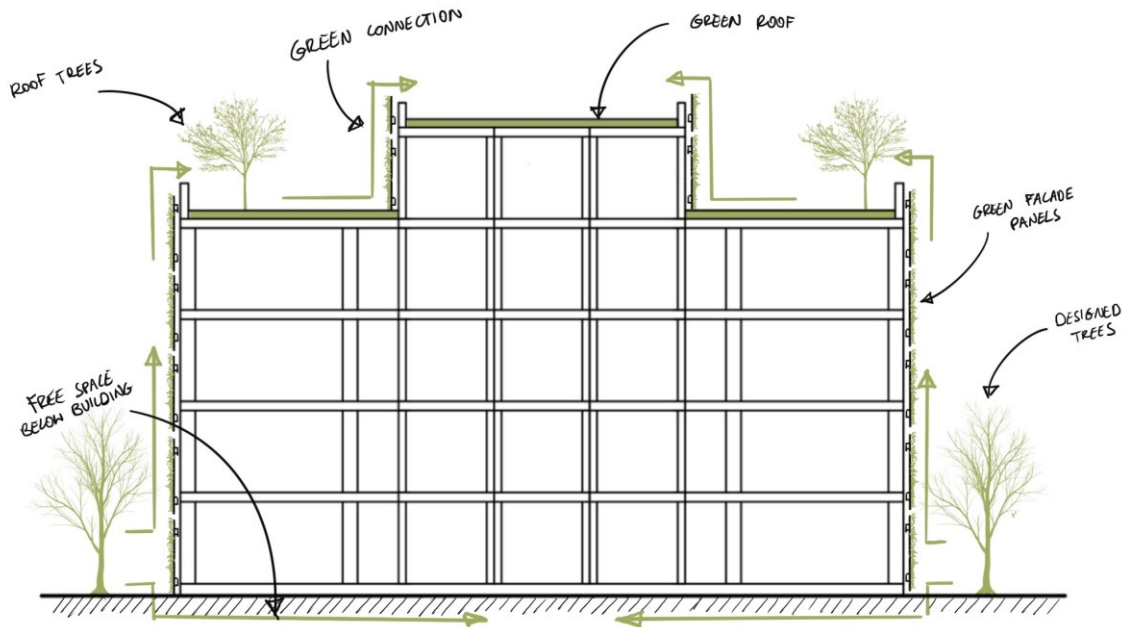 GREEN CONNECTION
GREEN ROOF
ROOF TREES
GREEN FACADE
PANELS
DESIGNED
TREES
FREE SPACE
BELOW BUILDING